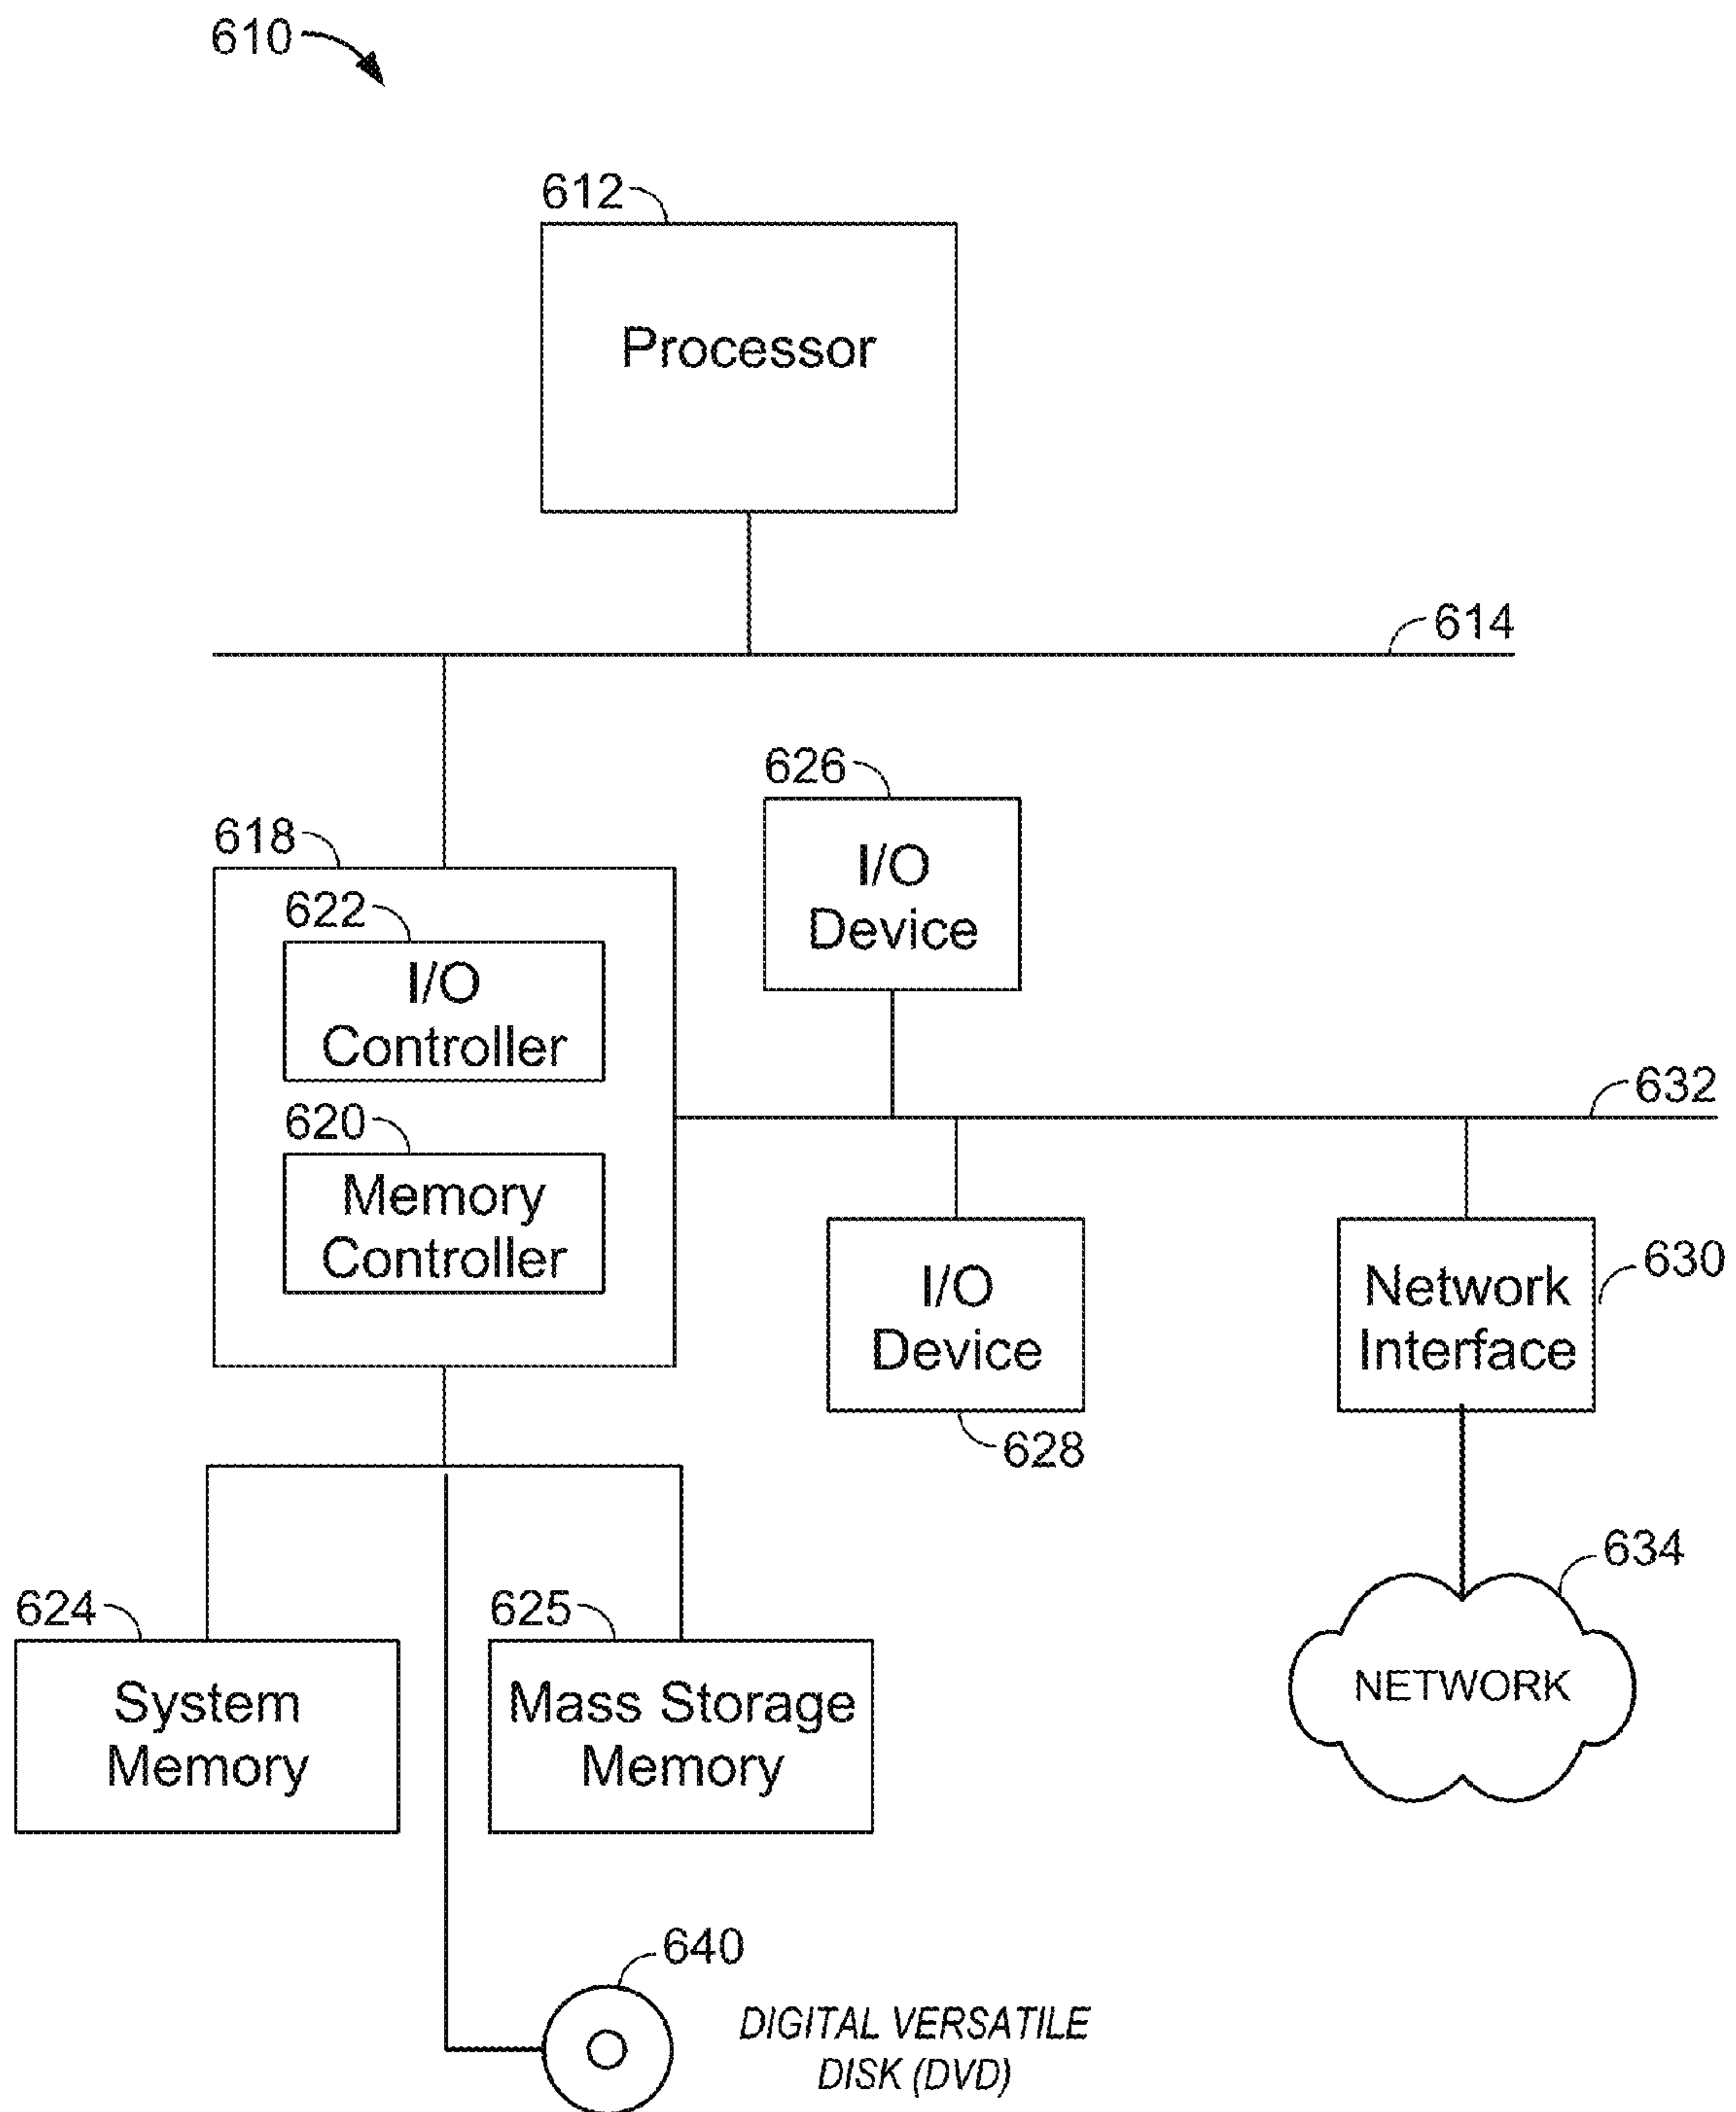 610
612
Processor
614
626
I/O
Device
618
622
I/O
Controller
632
620
Memory
Controller
630
Network
Interface
I/O
Device
628
634
NETWORK
624
System
Memory
625
Mass Storage
Memory
640
DIGITAL VERSATILE
DISK (DVD)